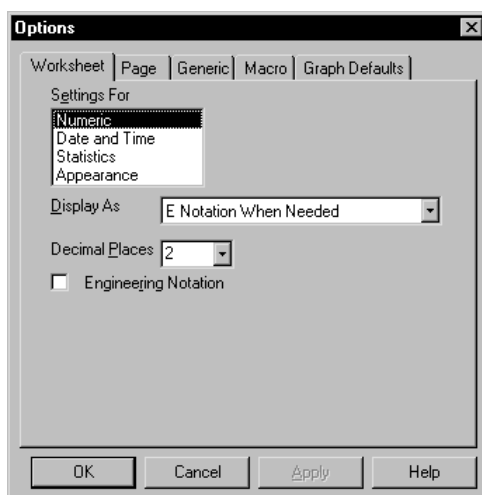 Options
Worksheet Page Generic Macro Graph Defaults
Settings For
Numeric
Date and Time
Statistics
Appearance
Display As E Notation When Needed
Decimal Places 2
Engineering Notation
OK Cancel Apply Help